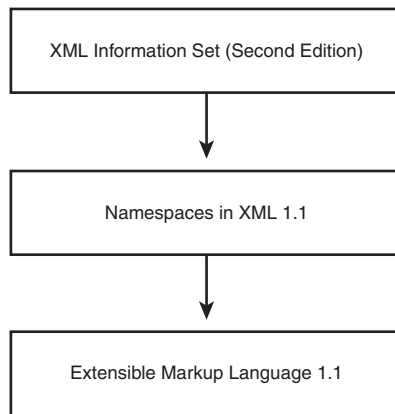 XML Information Set (Second Edition)
Namespaces in XML 1.1
Extensible Markup Language 1.1